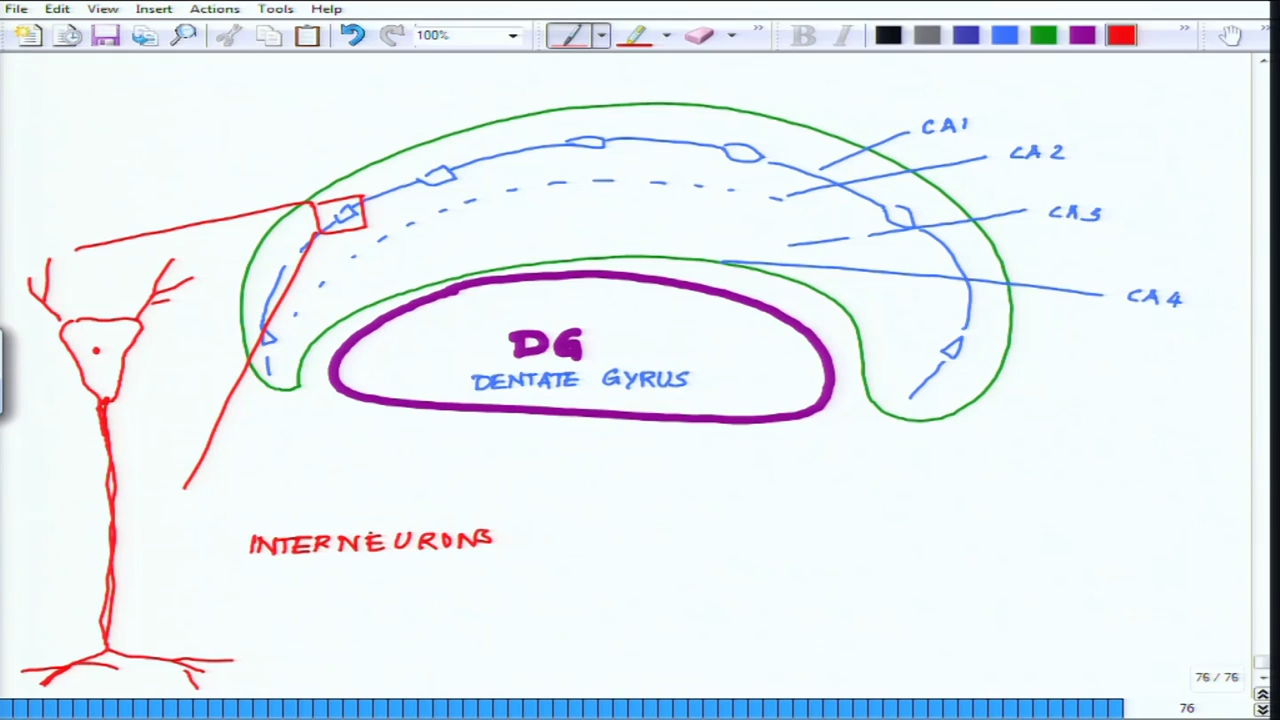 File Edit View Insert Actions Tools Help
100%
B I
CA1
CA2
CA3
CA4
DG
DENTATE GYRUS
INTERNEURONS
76 / 76
76